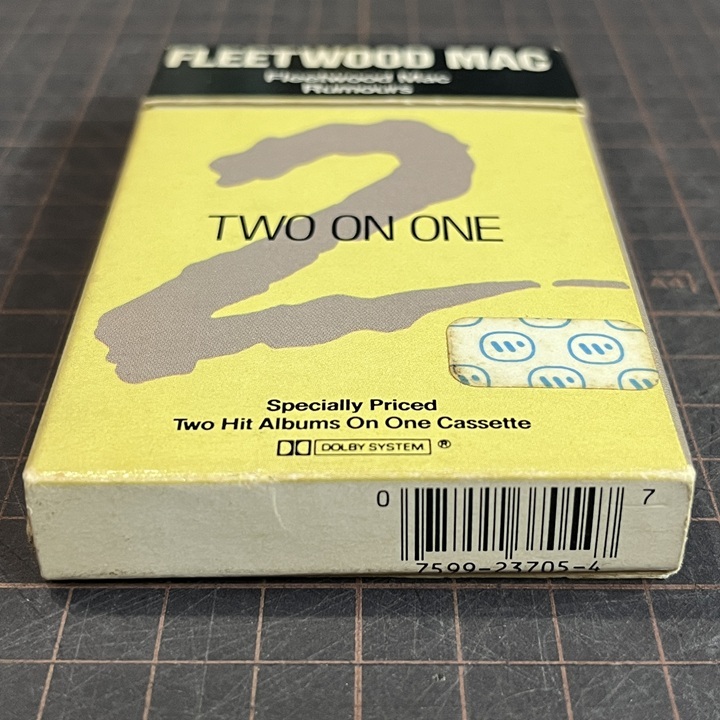 FLEETWOOD MAC
Fleetwood Mac
Rumours
2
TWO ON ONE
Specially Priced
Two Hit Albums On One Cassette
DOLBY SYSTEM ®
0 7
7599-23705-4